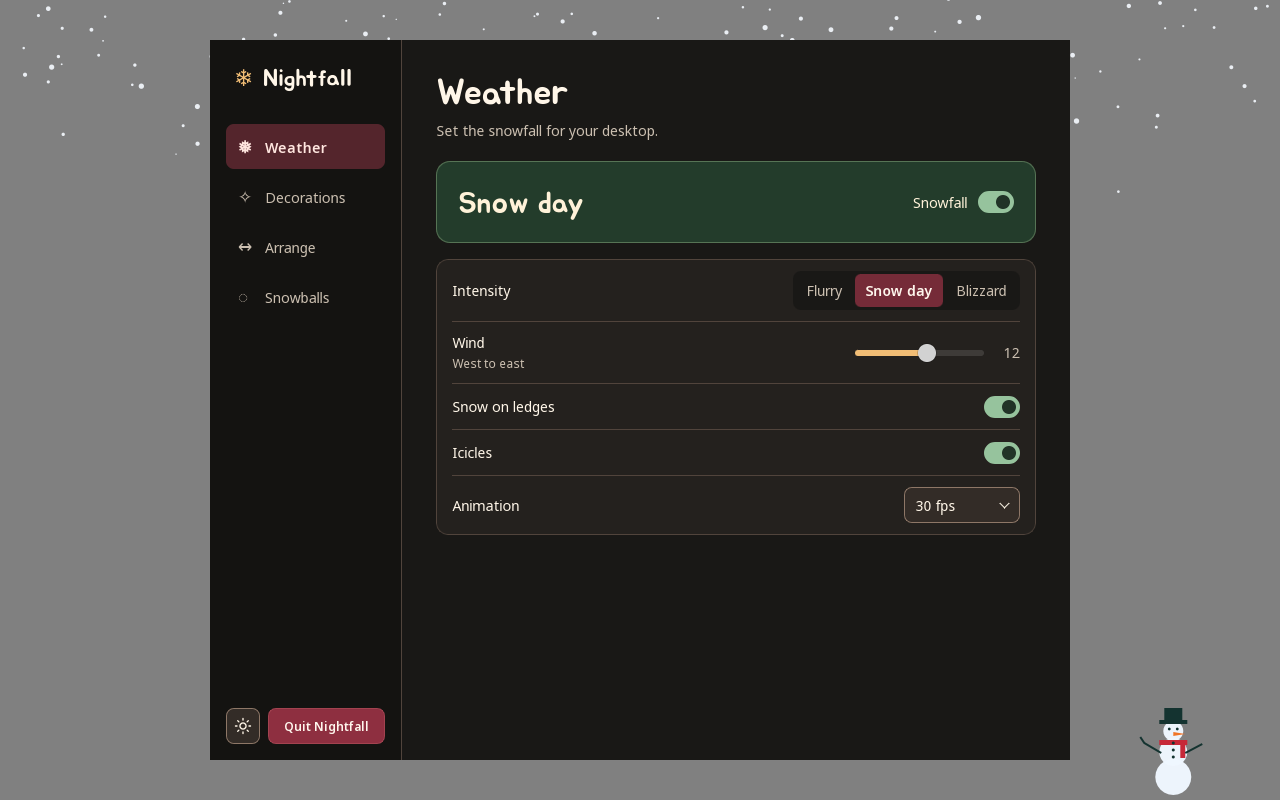 Nightfall
Weather
Decorations
Arrange
Snowballs
Quit Nightfall
Weather
Set the snowfall for your desktop.
Snow day
Snowfall
Intensity
Flurry
Snow day
Blizzard
Wind
West to east
12
Snow on ledges
Icicles
Animation
30 fps